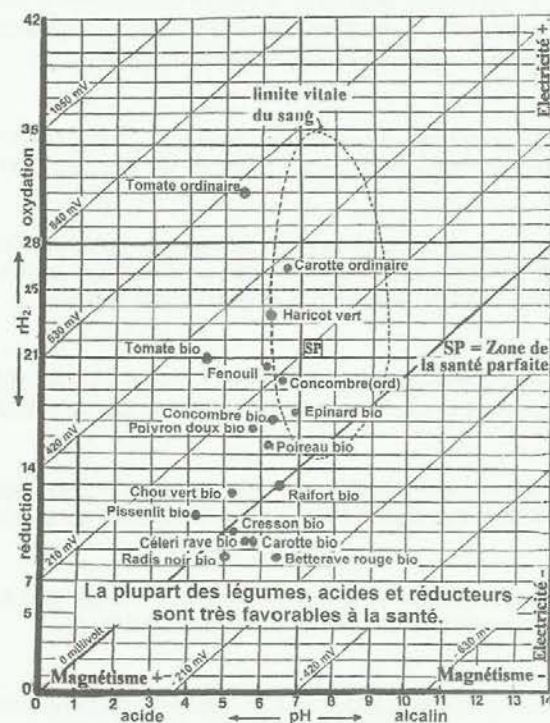 42
35
28
25
21
14
7
5
0
oxydation
rH2
réduction
Electricité +
Electricité -
1050 mV
840 mV
630 mV
420 mV
210 mV
0 millivolt
- 210 mV
- 420 mV
- 630 mV
limite vitale
du sang
Tomate ordinaire
Carotte ordinaire
Haricot vert
SP
SP = Zone de
la santé parfaite
Tomate bio
Fenouil
Concombre(ord)
Concombre bio
Epinard bio
Poivron doux bio
Poireau bio
Chou vert bio
Raifort bio
Pissenlit bio
Cresson bio
Céleri rave bio
Carotte bio
Radis noir bio
Betterave rouge bio
La plupart des légumes, acides et réducteurs
sont très favorables à la santé.
Magnétisme +
Magnétisme -
0 1 2 3 4 5 6 7 8 9 10 11 12 13 14
acide
pH
alcalin